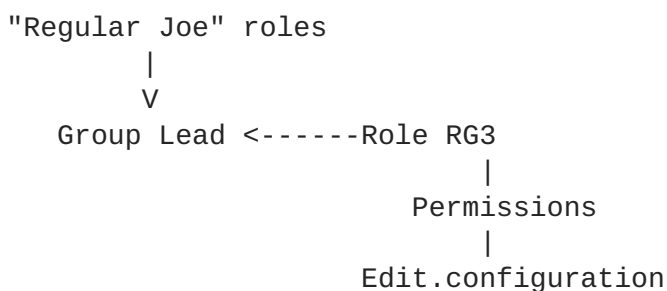 "Regular Joe" roles
|
V
Group Lead <------Role RG3
|
Permissions
|
Edit.configuration